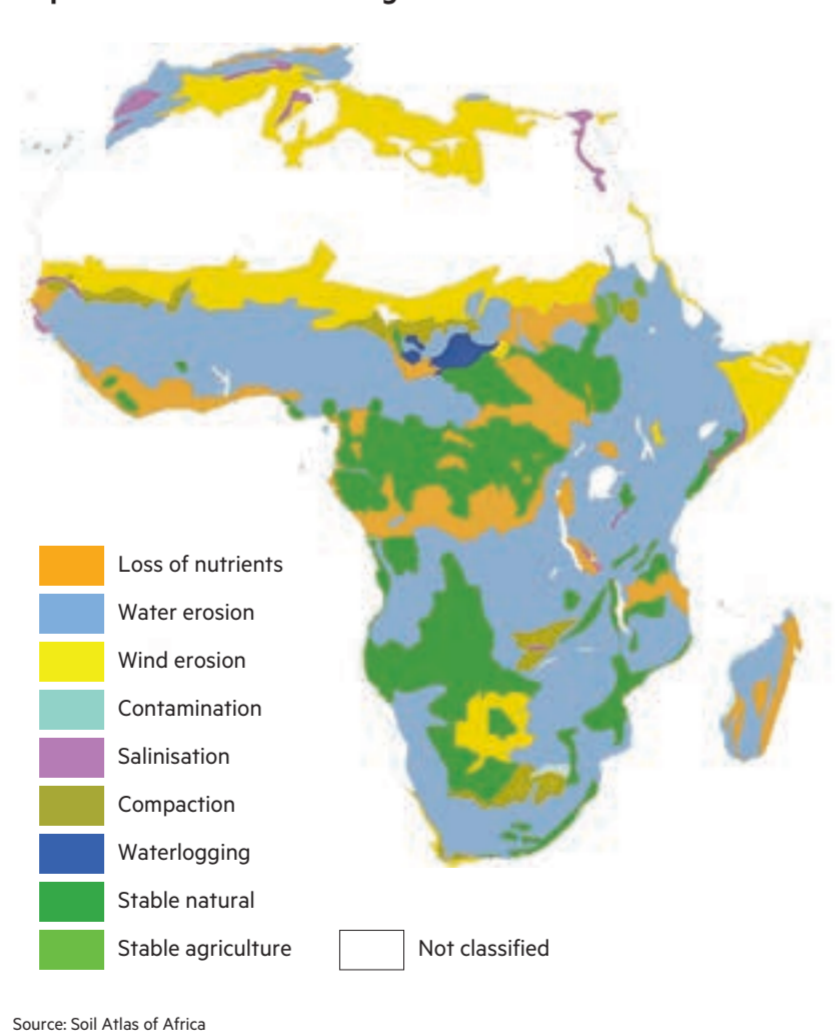 Loss of nutrients
Water erosion
Wind erosion
Contamination
Salinisation
Compaction
Waterlogging
Stable natural
Stable agriculture
Not classified
Source: Soil Atlas of Africa